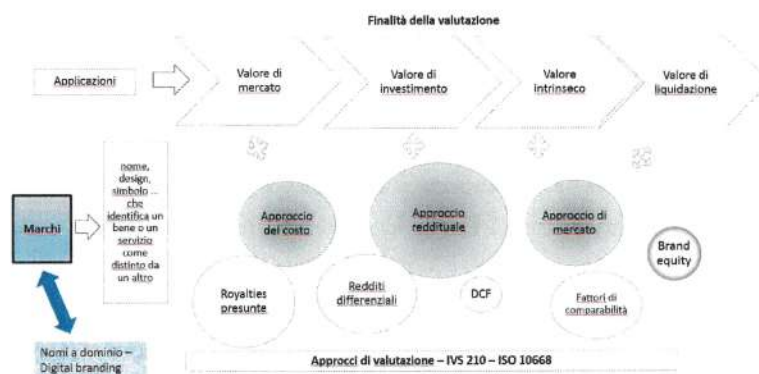 Finalità della valutazione
Applicazioni
Valore di
mercato
Valore di
investimento
Valore
intrinseco
Valore di
liquidazione
Marchi
nome,
design,
simbolo ...
che
identifica un
bene o un
servizio
come
distinto da
un altro
Approccio
del costo
Approccio
reddituale
Approccio di
mercato
Brand
equity
Royalties
presunte
Redditi
differenziali
DCF
Fattori di
comparabilità
Nomi a dominio –
Digital branding
Approcci di valutazione – IVS 210 – ISO 10668